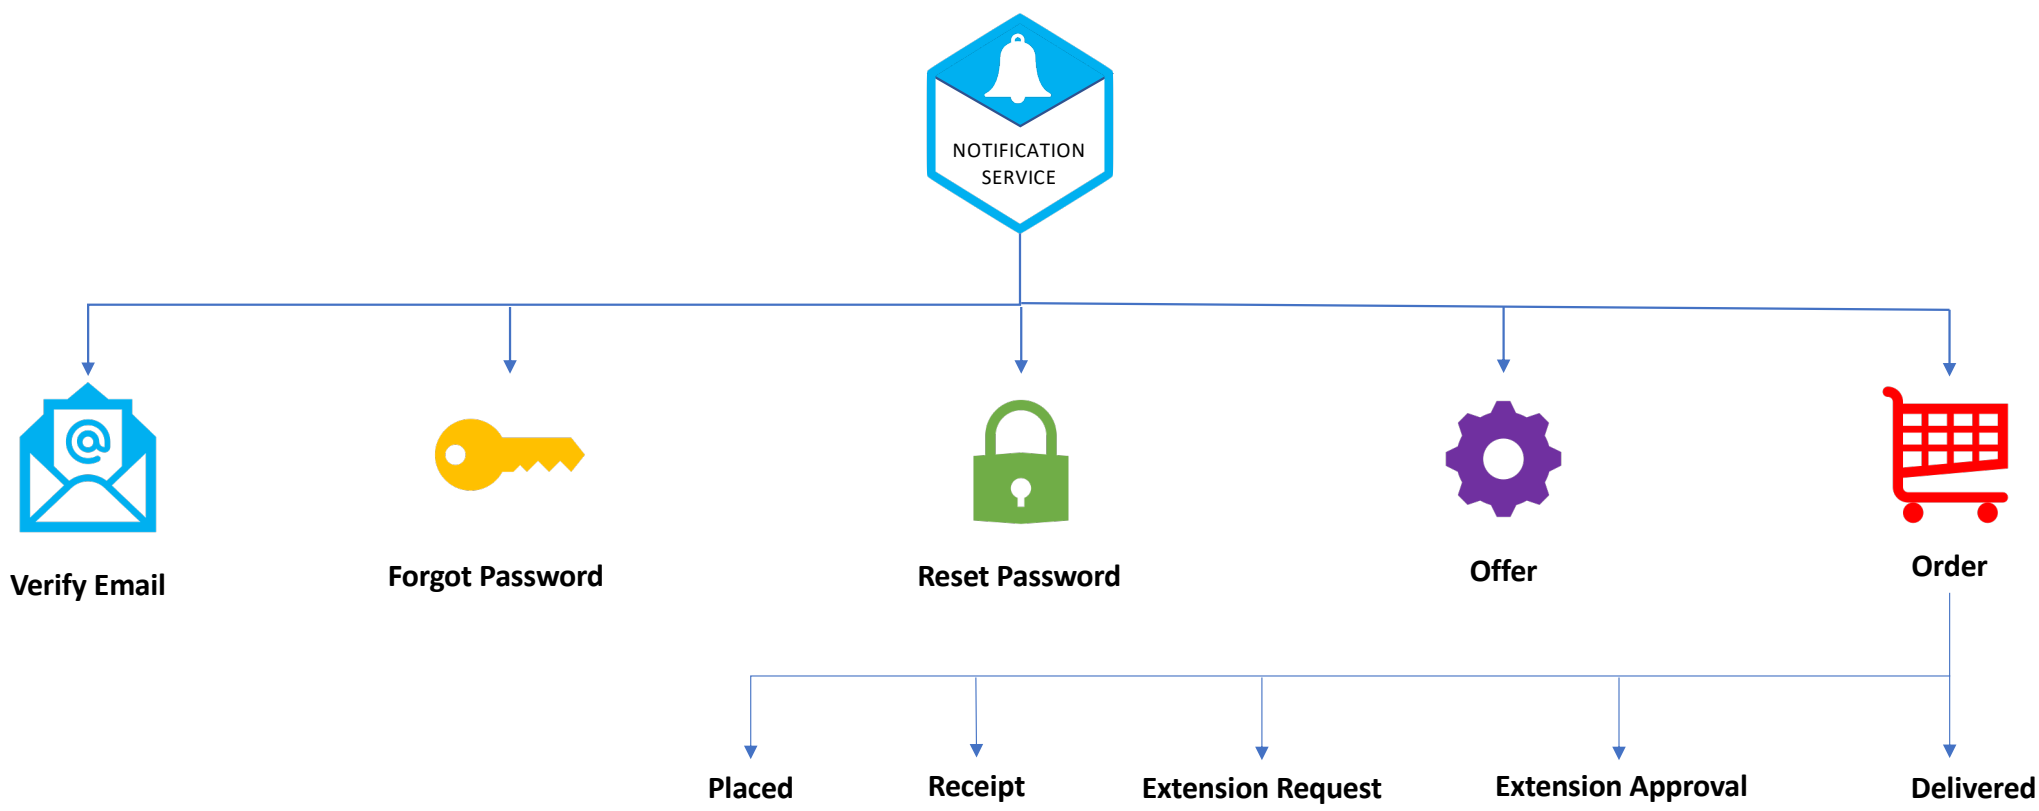 NOTIFICATION
SERVICE
Verify Email
Forgot Password
Reset Password
Offer
Order
Placed
Receipt
Extension Request
Extension Approval
Delivered